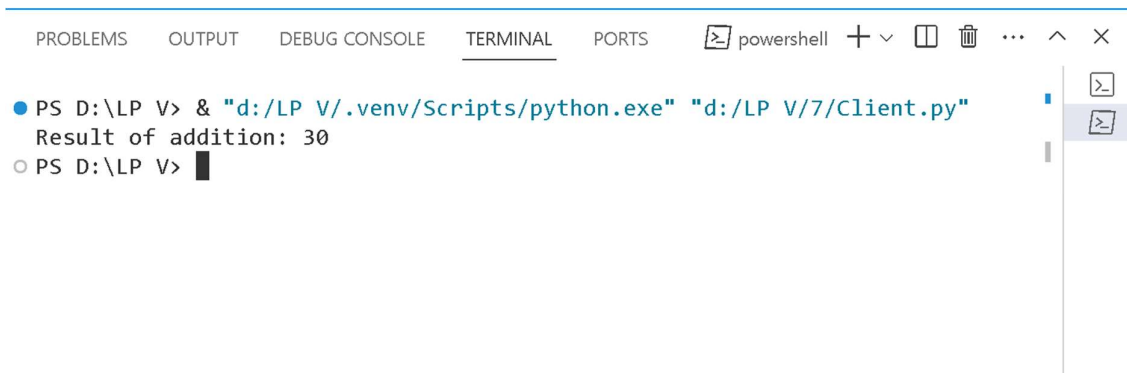 PROBLEMS OUTPUT DEBUG CONSOLE TERMINAL PORTS powershell
PS D:\LP V> & "d:/LP V/.venv/Scripts/python.exe" "d:/LP V/7/Client.py"
Result of addition: 30
PS D:\LP V>